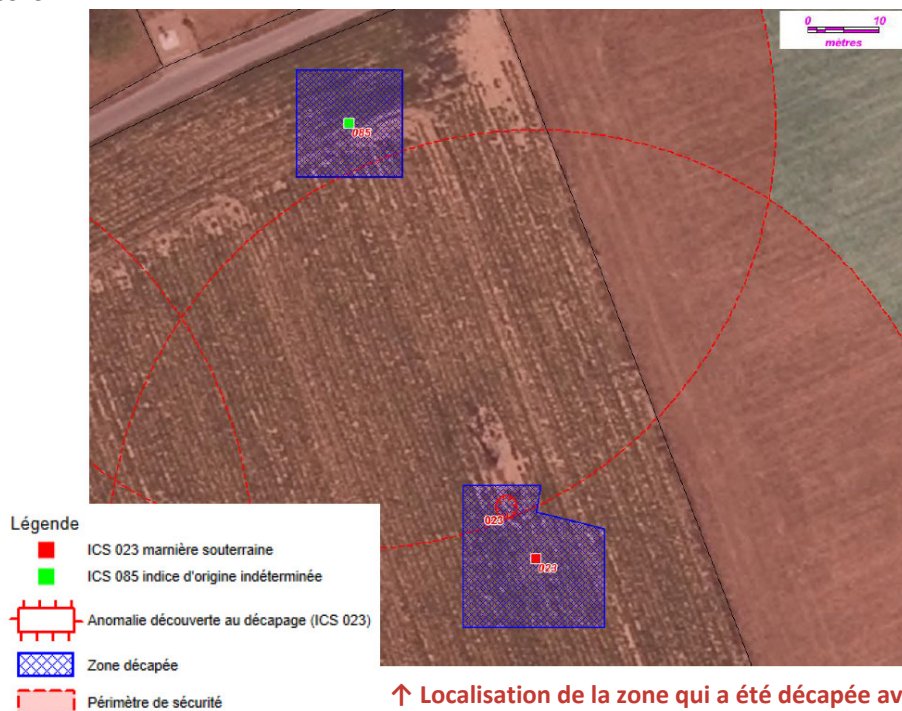 0 10
mètres
085
023
023
Légende
ICS 023 marnière souterraine
ICS 085 indice d'origine indéterminée
Anomalie découverte au décapage (ICS 023)
Zone décapée
Périmètre de sécurité
↑ Localisation de la zone qui a été décapée av